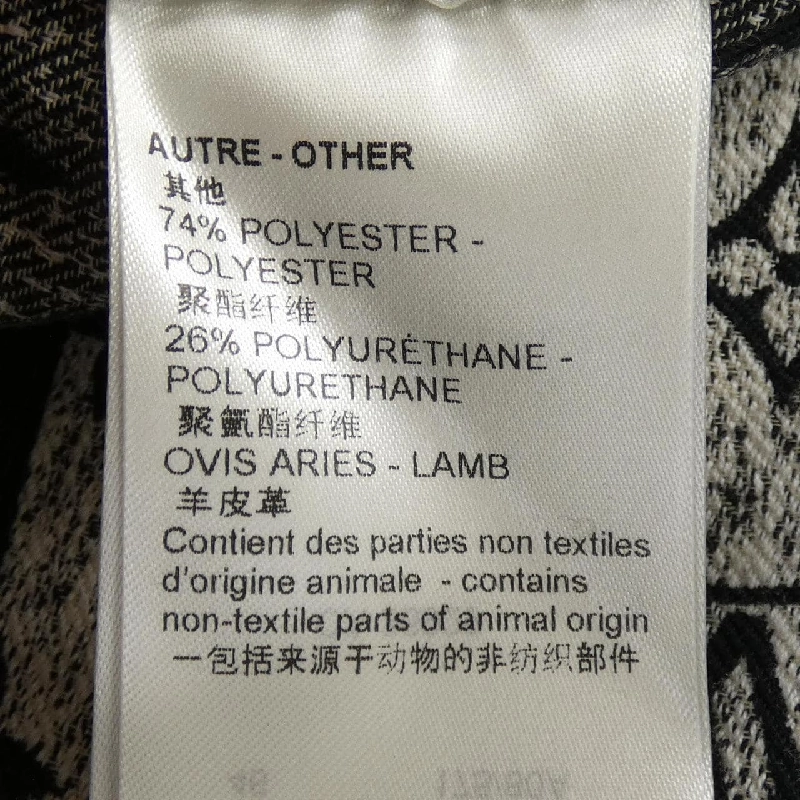 AUTRE - OTHER
其他
74% POLYESTER -
POLYESTER
聚酯纤维
26% POLYURÉTHANE -
POLYURETHANE
聚氨酯纤维
OVIS ARIES - LAMB
羊皮革
Contient des parties non textiles
d'origine animale - contains
non-textile parts of animal origin
一包括来源于动物的非纺织部件